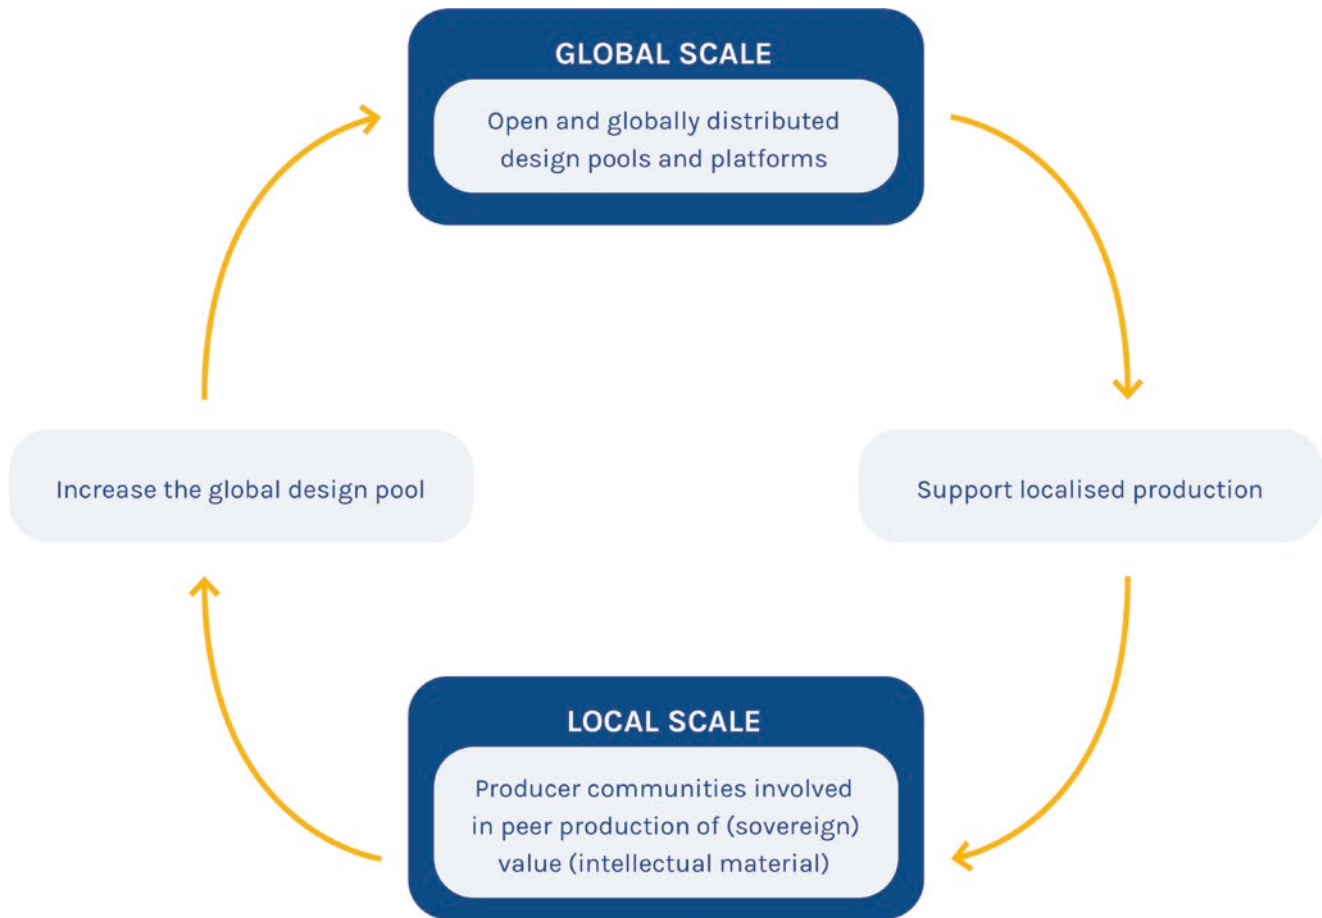 GLOBAL SCALE
Open and globally distributed
design pools and platforms
Increase the global design pool
Support localised production
LOCAL SCALE
Producer communities involved
in peer production of (sovereign)
value (intellectual material)